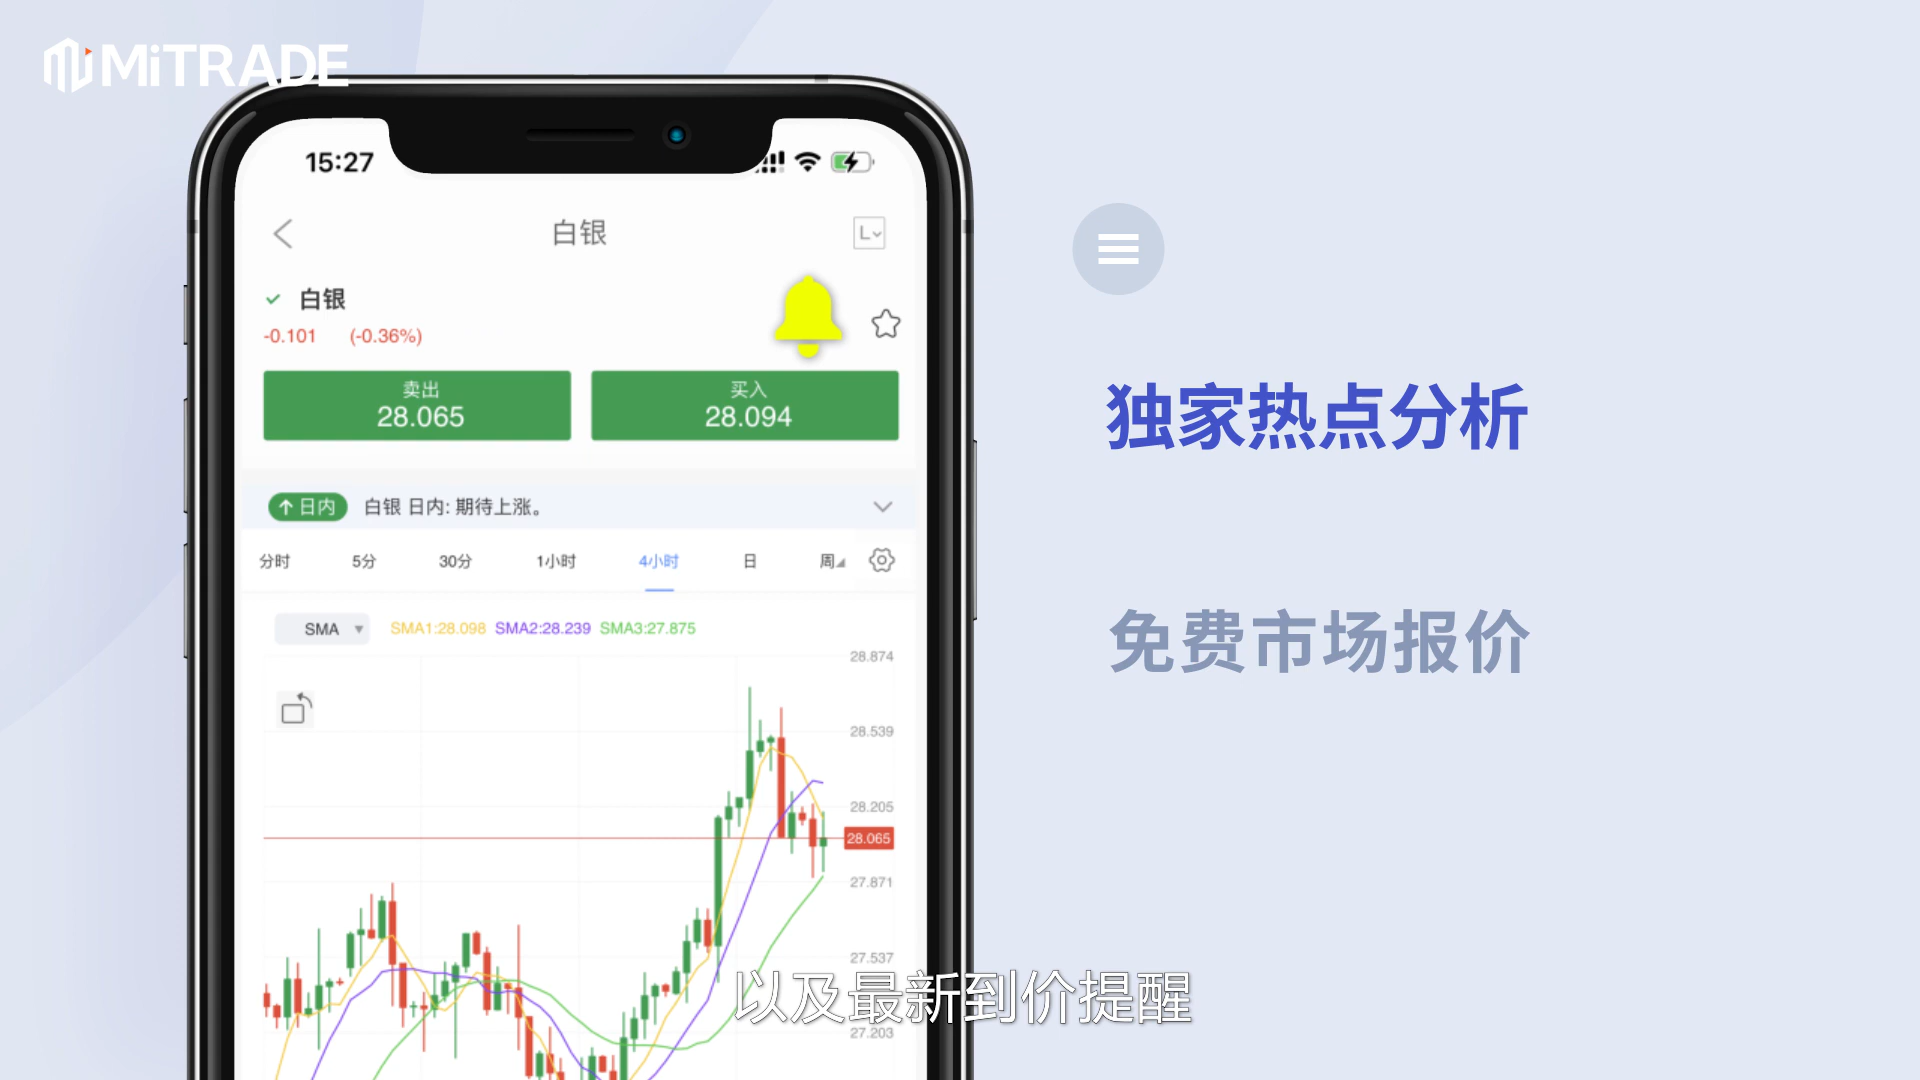 MiTRADE
15:27
白银
L
白银
-0.101 (-0.36%)
卖出
28.065
买入
28.094
日内 白银 日内: 期待上涨。
分时 5分 30分 1小时 4小时 日 周
SMA SMA1:28.098 SMA2:28.239 SMA3:27.875
28.874
28.539
28.205
28.065
27.871
27.537
27.203
独家热点分析
免费市场报价
以及最新到价提醒